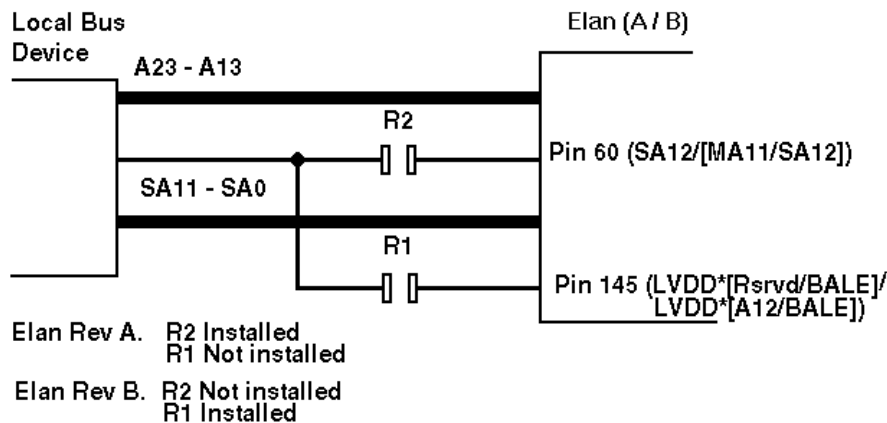 Local Bus
Device
Elan (A / B)
A23 - A13
R2
Pin 60 (SA12/[MA11/SA12])
SA11 - SA0
R1
Pin 145 (LVDD*[Rsrvd/BALE]/
LVDD*[A12/BALE])
Elan Rev A. R2 Installed
R1 Not installed
Elan Rev B. R2 Not installed
R1 Installed